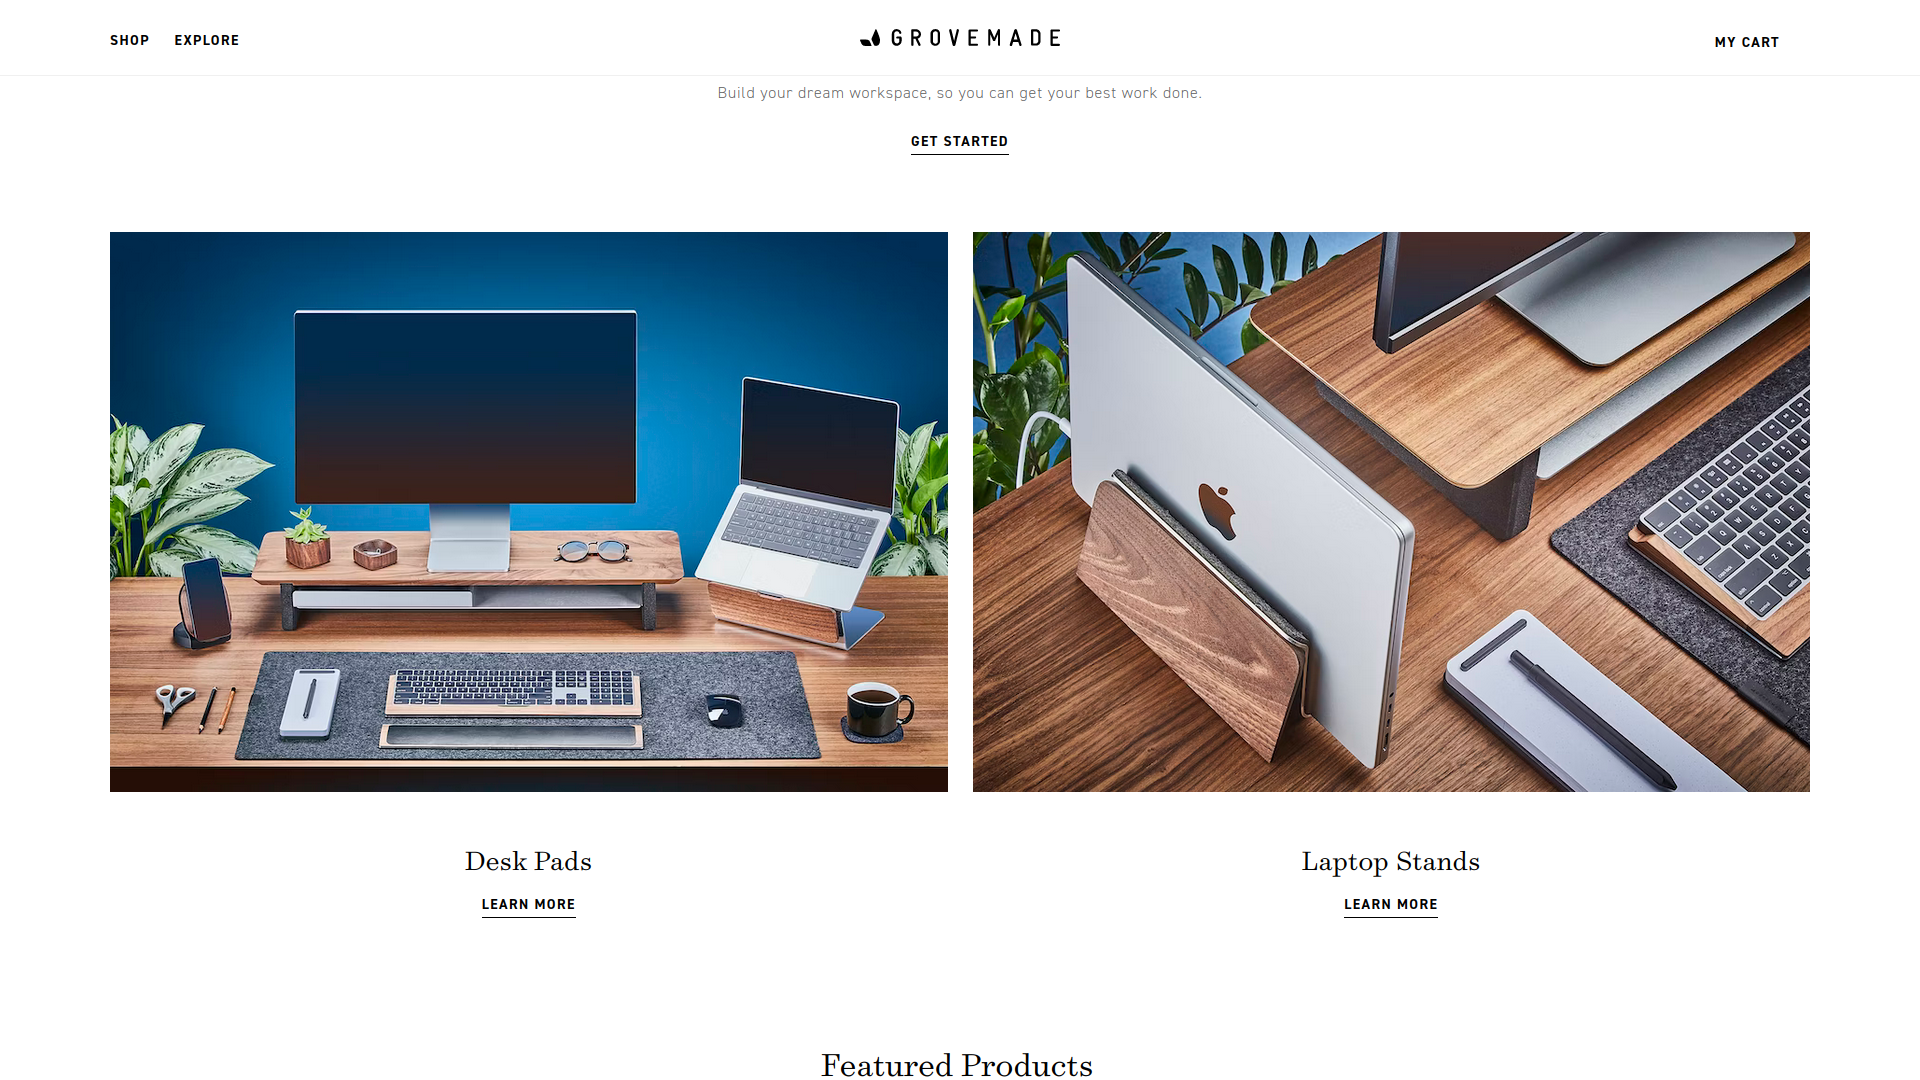 SHOP
EXPLORE
GROVEMADE
MY CART
Build your dream workspace, so you can get your best work done.
GET STARTED
Desk Pads
LEARN MORE
Laptop Stands
LEARN MORE
Featured Products